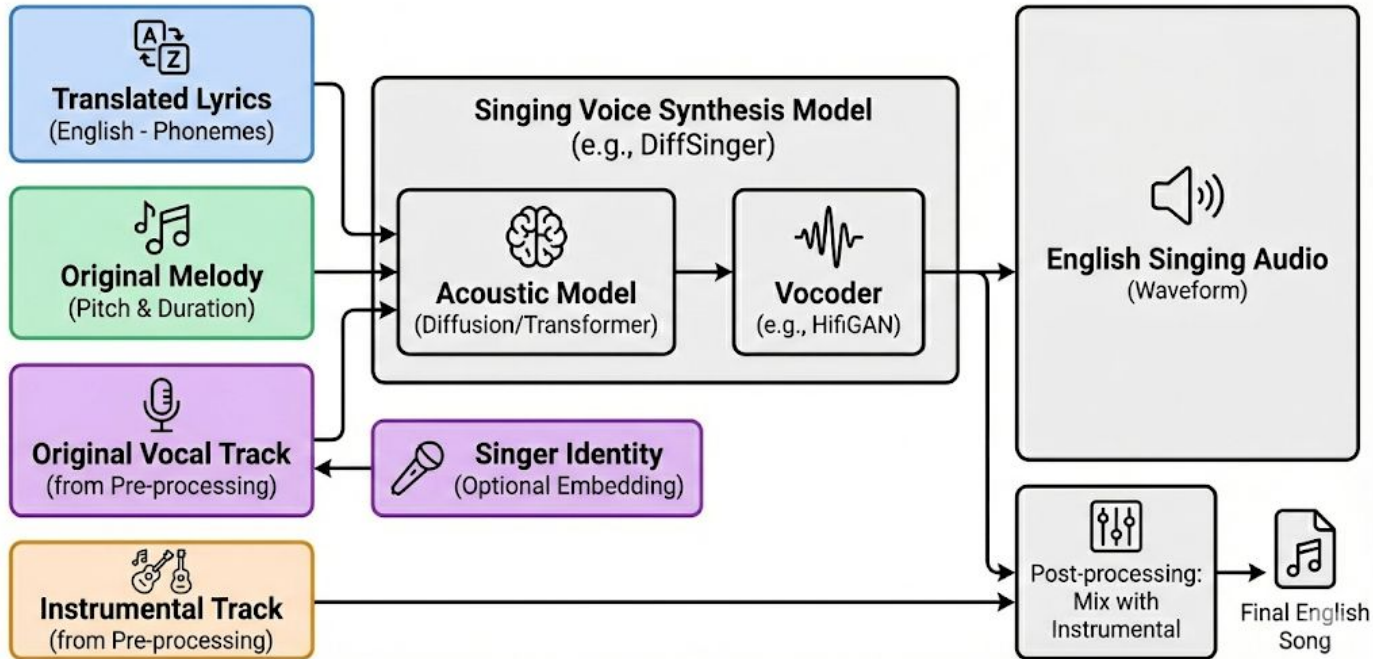 A
Z
Translated Lyrics
(English - Phonemes)
Original Melody
(Pitch & Duration)
Original Vocal Track
(from Pre-processing)
Instrumental Track
(from Pre-processing)
Singing Voice Synthesis Model
(e.g., DiffSinger)
Acoustic Model
(Diffusion/Transformer)
Vocoder
(e.g., HifiGAN)
Singer Identity
(Optional Embedding)
English Singing Audio
(Waveform)
Post-processing:
Mix with
Instrumental
Final English
Song